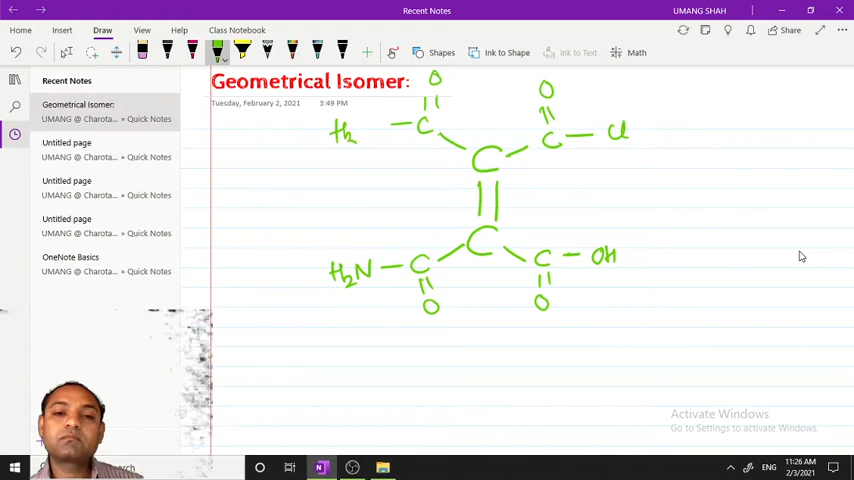 Recent Notes
UMANG SHAH
Home Insert Draw View Help Class Notebook
Share
Shapes Ink to Shape Ink to Text Math
Recent Notes
Geometrical Isomer:
UMANG @ Charota... » Quick Notes
Untitled page
UMANG @ Charota... » Quick Notes
Untitled page
UMANG @ Charota... » Quick Notes
Untitled page
UMANG @ Charota... » Quick Notes
OneNote Basics
UMANG @ Charota... » Quick Notes
Geometrical Isomer:
Tuesday, February 2, 2021 3:49 PM
O O
H2 – C C – Cl
C
C
H2N – C C – OH
O O
Activate Windows
Go to Settings to activate Windows.
search
ENG
11:26 AM
2/3/2021